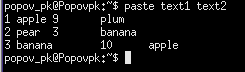 popov_pk@Popovpk:~$ paste text1 text2
1 apple 9 plum
2 pear 3 banana
3 banana 10 apple
popov_pk@Popovpk:~$